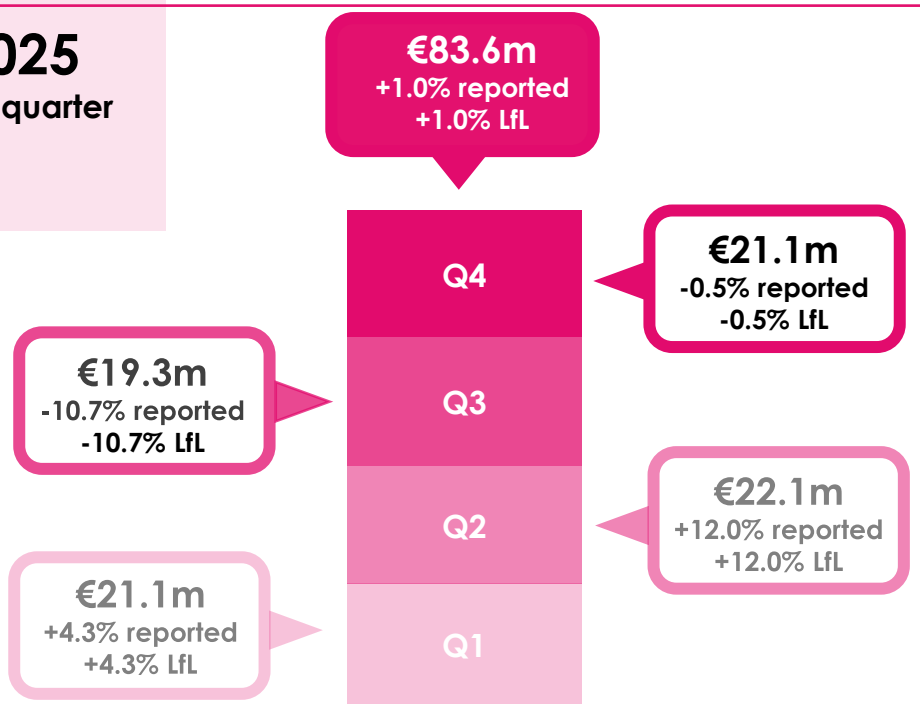 025
quarter
€83.6m
+1.0% reported
+1.0% LfL
Q4
€21.1m
-0.5% reported
-0.5% LfL
€19.3m
-10.7% reported
-10.7% LfL
Q3
Q2
€22.1m
+12.0% reported
+12.0% LfL
€21.1m
+4.3% reported
+4.3% LfL
Q1